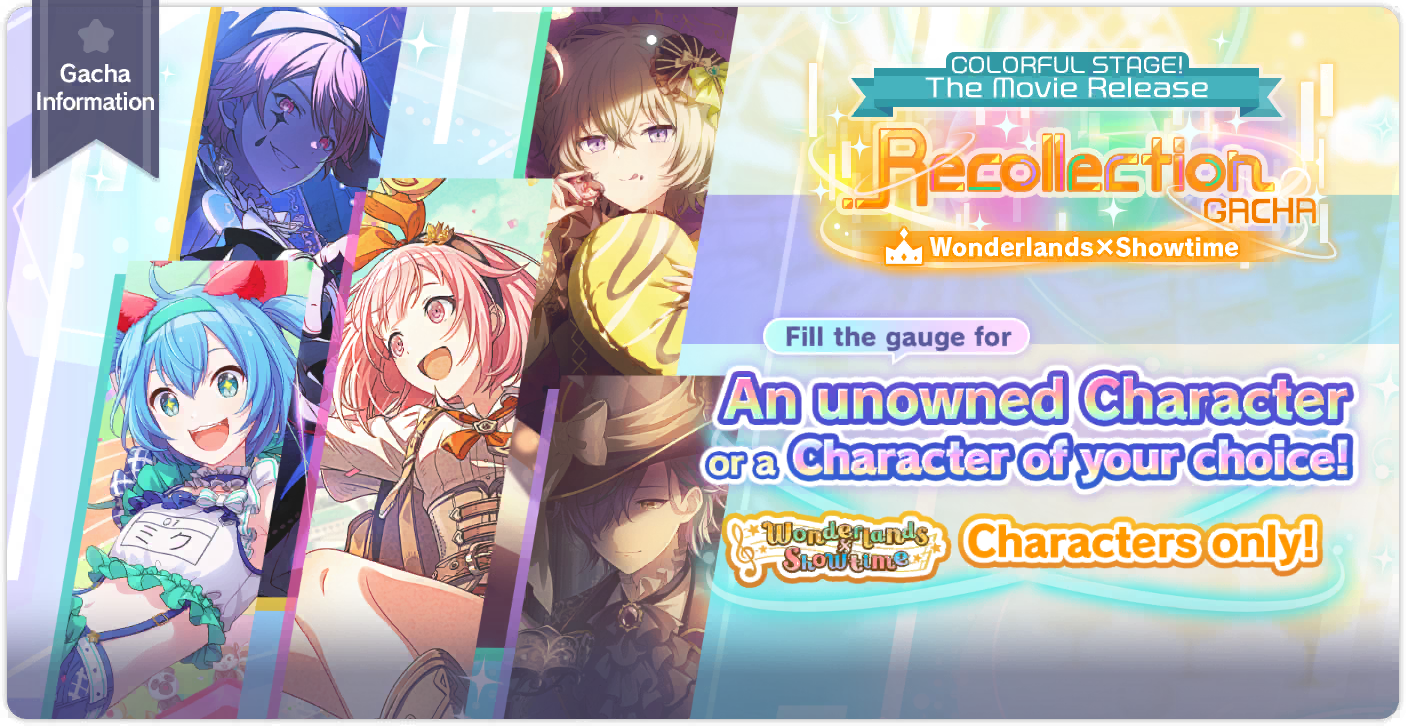 Gacha
Information
COLORFUL STAGE!
The Movie Release
Recollection
GACHA
Wonderlands×Showtime
Fill the gauge for
An unowned Character
or a Character of your choice!
Wonderlands
×
Showtime
Characters only!
ミク